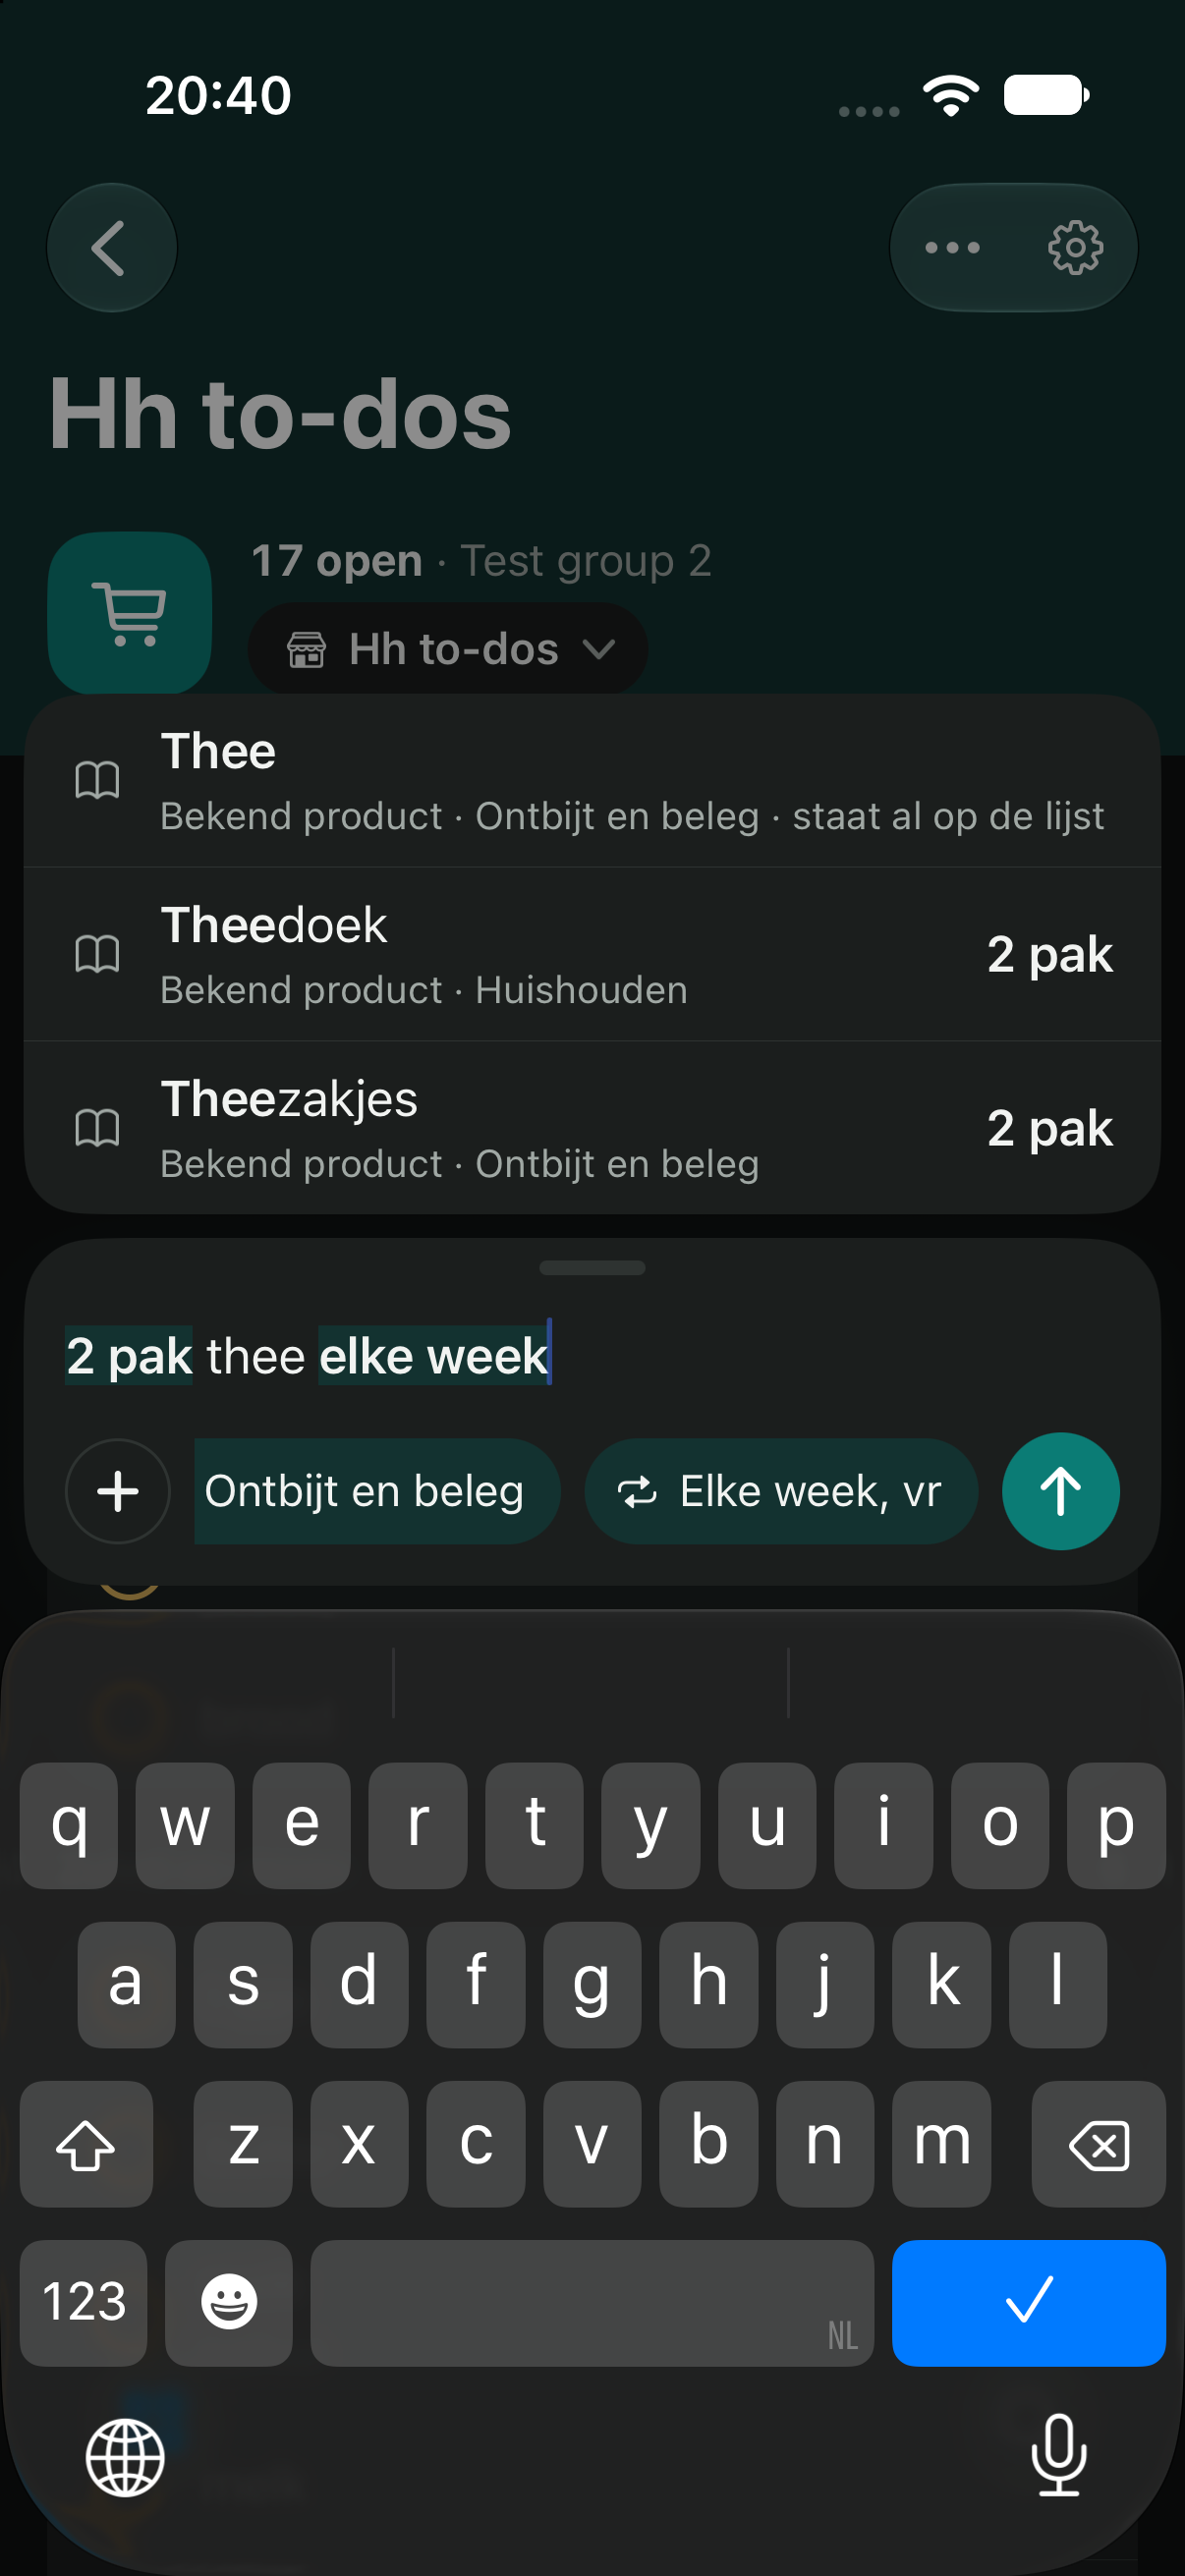 20:40
Hh to-dos
17 open · Test group 2
Hh to-dos
Thee
Bekend product · Ontbijt en beleg · staat al op de lijst
Theedoek
Bekend product · Huishouden
2 pak
Theezakjes
Bekend product · Ontbijt en beleg
2 pak
2 pak thee elke week
Ontbijt en beleg
Elke week, vr
q w e r t y u i o p
a s d f g h j k l
z x c v b n m
123
NL